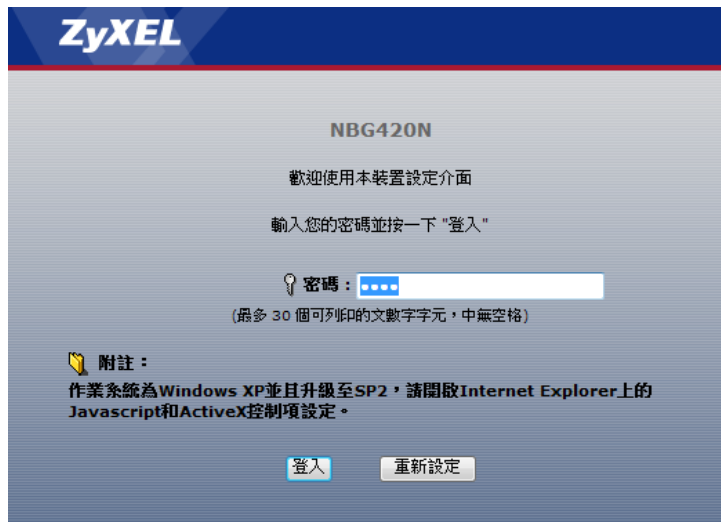 ZyXEL
NBG420N
歡迎使用本裝置設定介面
輸入您的密碼並按一下 "登入"
密碼：
(最多 30 個可列印的文數字字元，中無空格)
附註：
作業系統為Windows XP並且升級至SP2，請開啟Internet Explorer上的
Javascript和ActiveX控制項設定。
登入 重新設定